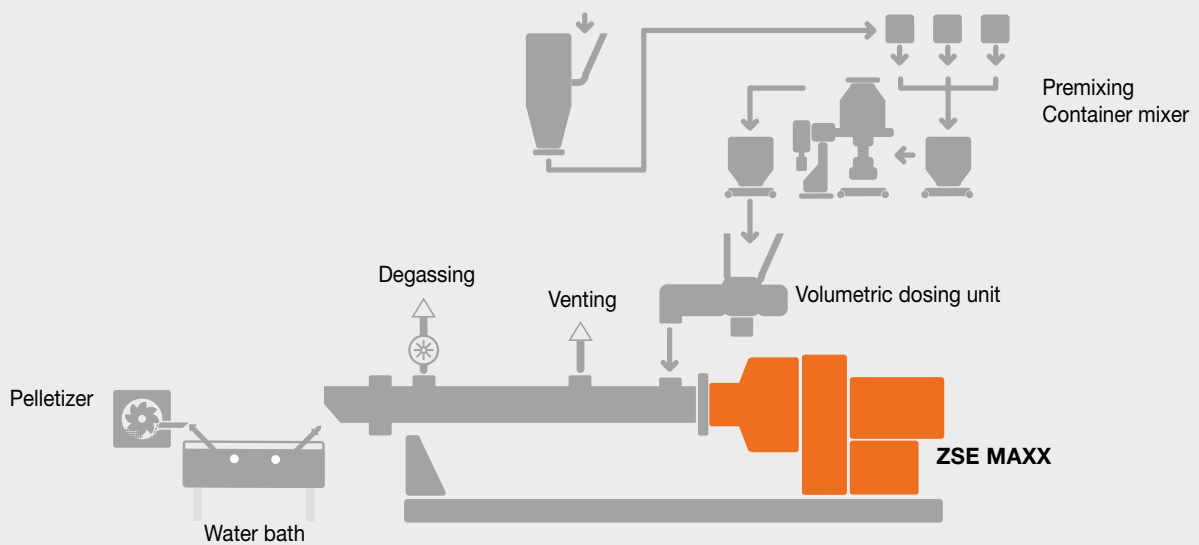 Premixing
Container mixer
Degassing
Venting
Volumetric dosing unit
Pelletizer
ZSE MAXX
Water bath